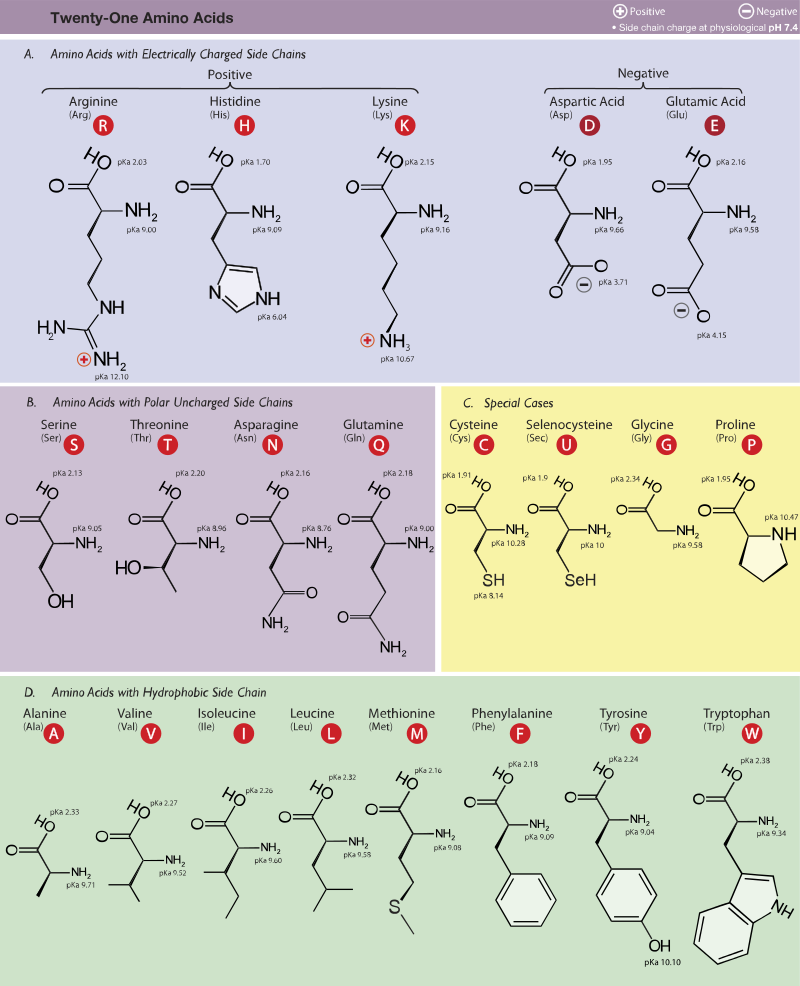 Twenty-One Amino Acids
+ Positive
− Negative
• Side chain charge at physiological pH 7.4
A. Amino Acids with Electrically Charged Side Chains
Positive
Negative
Arginine
(Arg) R
Histidine
(His) H
Lysine
(Lys) K
Aspartic Acid
(Asp) D
Glutamic Acid
(Glu) E
HO pKa 2.03
O
NH2
pKa 9.00
NH
H2N
+ NH2
pKa 12.10
HO pKa 1.70
O
NH2
pKa 9.09
N
NH
pKa 6.04
HO pKa 2.15
O
NH2
pKa 9.16
+ NH3
pKa 10.67
HO pKa 1.95
O
NH2
pKa 9.66
O
O
− pKa 3.71
HO pKa 2.16
O
NH2
pKa 9.58
O
− O
pKa 4.15
B. Amino Acids with Polar Uncharged Side Chains
Serine
(Ser) S
Threonine
(Thr) T
Asparagine
(Asn) N
Glutamine
(Gln) Q
pKa 2.13
HO
O
pKa 9.05
NH2
OH
pKa 2.20
HO
O
pKa 8.96
NH2
HO
pKa 2.16
HO
O
pKa 8.76
NH2
O
NH2
pKa 2.18
HO
O
pKa 9.00
NH2
O
NH2
C. Special Cases
Cysteine
(Cys) C
Selenocysteine
(Sec) U
Glycine
(Gly) G
Proline
(Pro) P
pKa 1.91 HO
O
NH2
pKa 10.28
SH
pKa 8.14
pKa 1.9 HO
O
NH2
pKa 10
SeH
pKa 2.34 HO
O
NH2
pKa 9.58
pKa 1.95 HO
O
pKa 10.47
NH
D. Amino Acids with Hydrophobic Side Chain
Alanine
(Ala) A
Valine
(Val) V
Isoleucine
(Ile) I
Leucine
(Leu) L
Methionine
(Met) M
Phenylalanine
(Phe) F
Tyrosine
(Tyr) Y
Tryptophan
(Trp) W
pKa 2.33
HO
O
NH2
pKa 9.71
pKa 2.27
HO
O
NH2
pKa 9.52
pKa 2.26
HO
O
NH2
pKa 9.60
pKa 2.32
HO
O
NH2
pKa 9.58
pKa 2.16
HO
O
NH2
pKa 9.08
S
pKa 2.18
HO
O
NH2
pKa 9.09
pKa 2.24
HO
O
NH2
pKa 9.04
OH
pKa 10.10
pKa 2.38
HO
O
NH2
pKa 9.34
NH